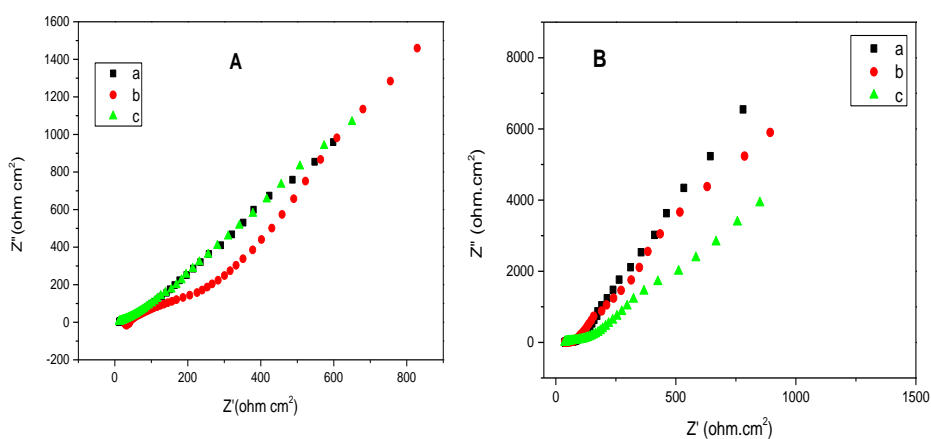 A
a
b
c
Z"(ohm cm²)
1600
1400
1200
1000
800
600
400
200
0
-200
0 200 400 600 800
Z'(ohm cm²)
B
a
b
c
Z" (ohm.cm²)
8000
6000
4000
2000
0
0 500 1000 1500
Z' (ohm.cm²)